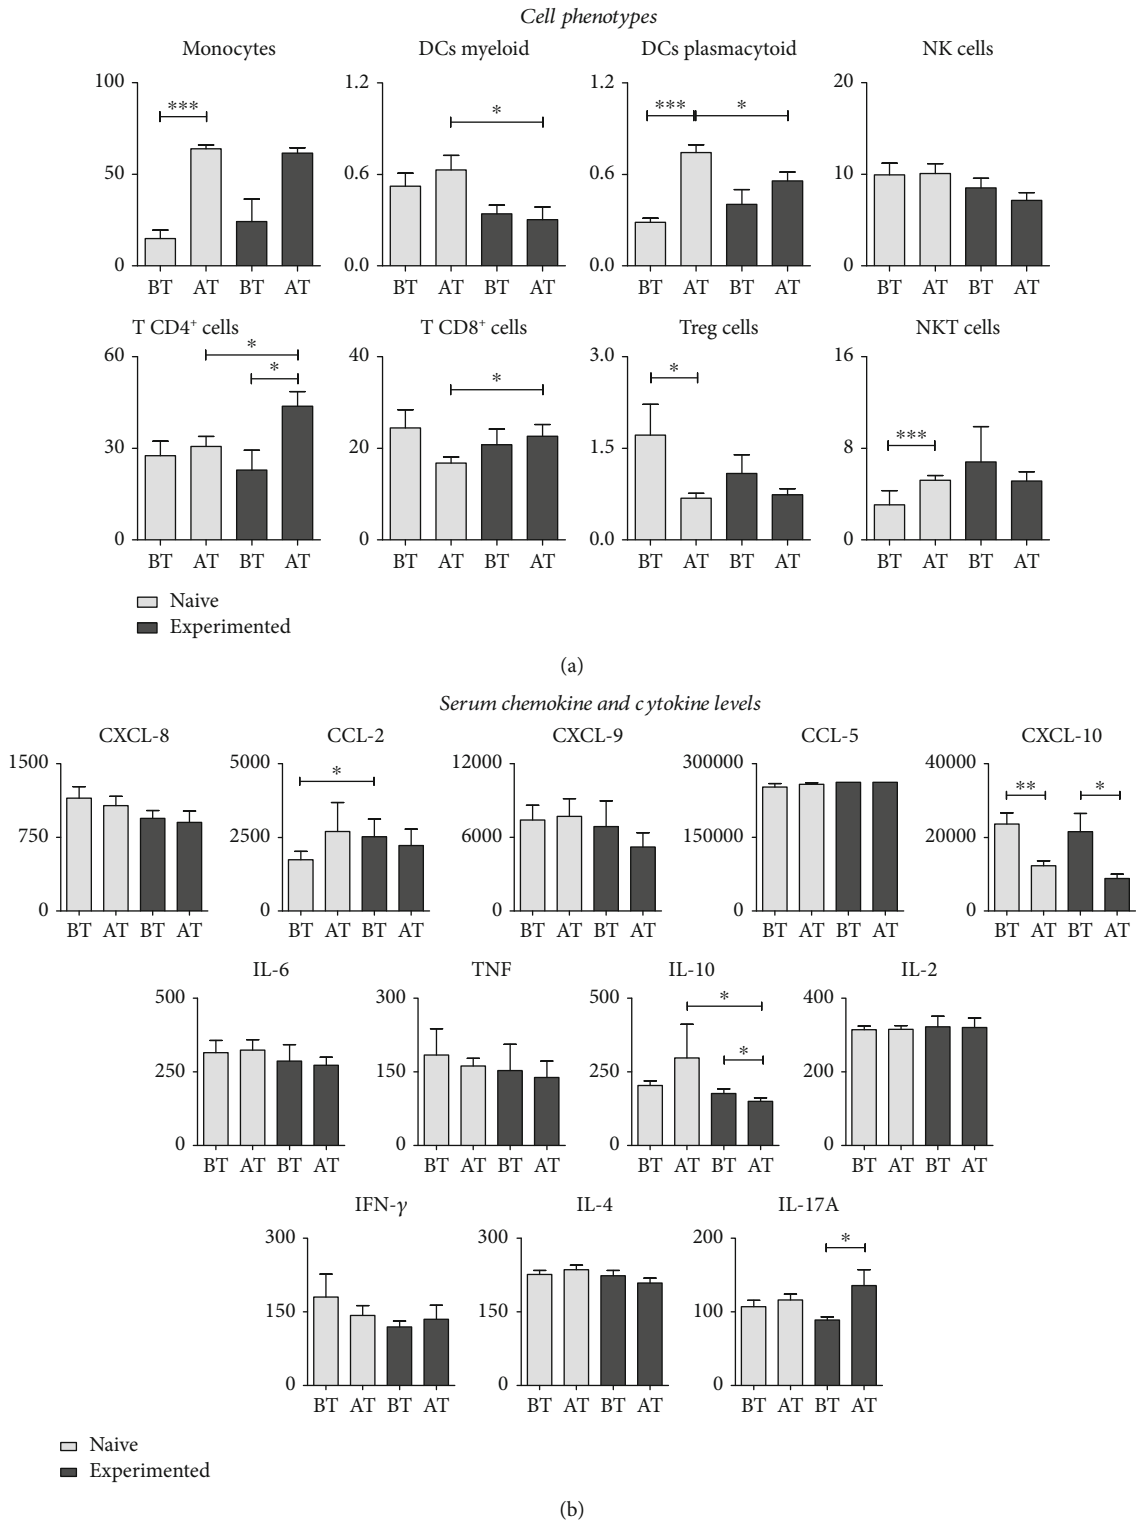 Cell phenotypes
Monocytes DCs myeloid DCs plasmacytoid NK cells
100 1.2 1.2 20
*** * *** *
50 0.6 0.6 10
0 0.0 0.0 0
BT AT BT AT BT AT BT AT BT AT BT AT BT AT BT AT
T CD4⁺ cells T CD8⁺ cells Treg cells NKT cells
60 40 3.0 16
* * * * ***
30 20 1.5 8
0 0 0.0 0
BT AT BT AT BT AT BT AT BT AT BT AT BT AT BT AT
Naive
Experimented
(a)
Serum chemokine and cytokine levels
CXCL-8 CCL-2 CXCL-9 CCL-5 CXCL-10
1500 5000 12000 300000 40000
* ** *
750 2500 6000 150000 20000
0 0 0 0 0
BT AT BT AT BT AT BT AT BT AT BT AT BT AT BT AT BT AT BT AT
IL-6 TNF IL-10 IL-2
500 300 500 400
* *
250 150 250 200
0 0 0 0
BT AT BT AT BT AT BT AT BT AT BT AT BT AT BT AT
IFN-γ IL-4 IL-17A
300 300 200
*
150 150 100
0 0 0
BT AT BT AT BT AT BT AT BT AT BT AT
Naive
Experimented
(b)